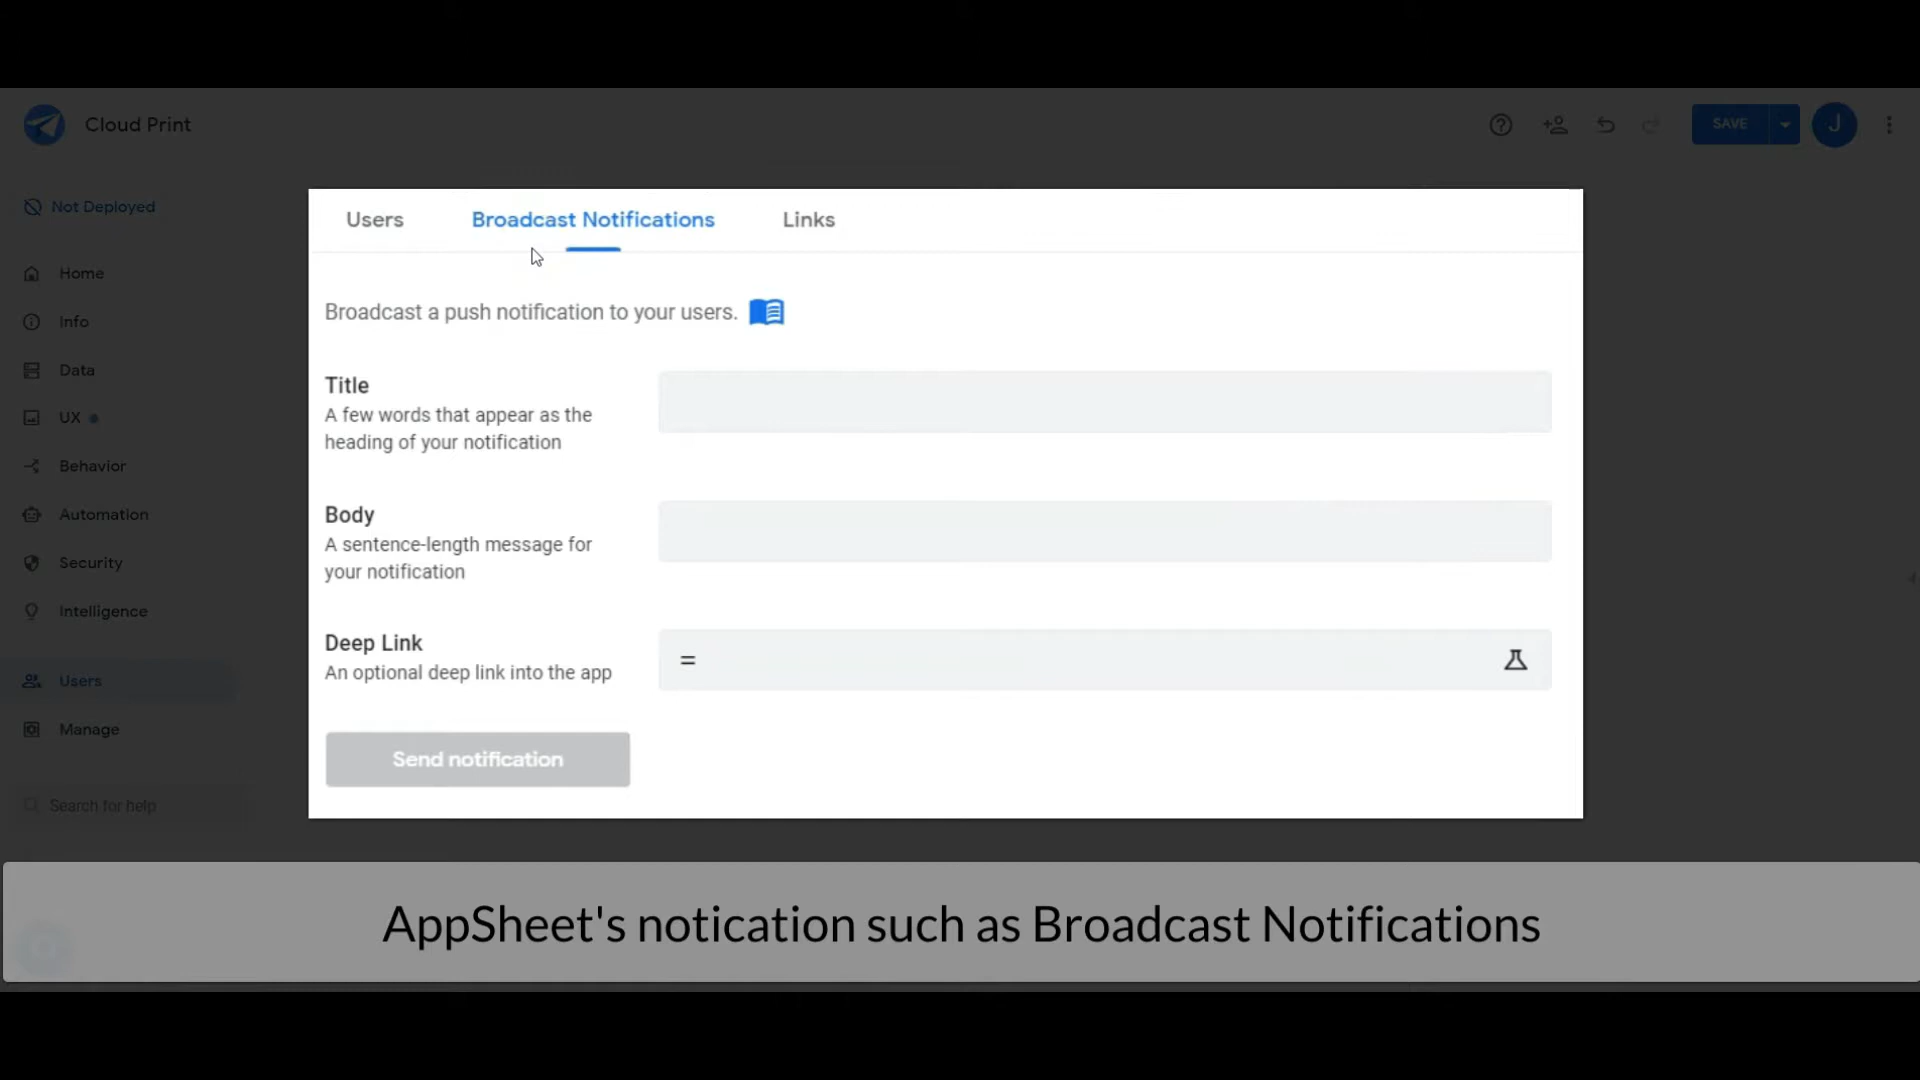 Cloud Print
SAVE
J
Not Deployed
Home
Info
Data
UX
Behavior
Automation
Security
Intelligence
Users
Manage
Search for help
Users Broadcast Notifications Links
Broadcast a push notification to your users.
Title
A few words that appear as the
heading of your notification
Body
A sentence-length message for
your notification
Deep Link
An optional deep link into the app
=
Send notification
AppSheet's notication such as Broadcast Notifications